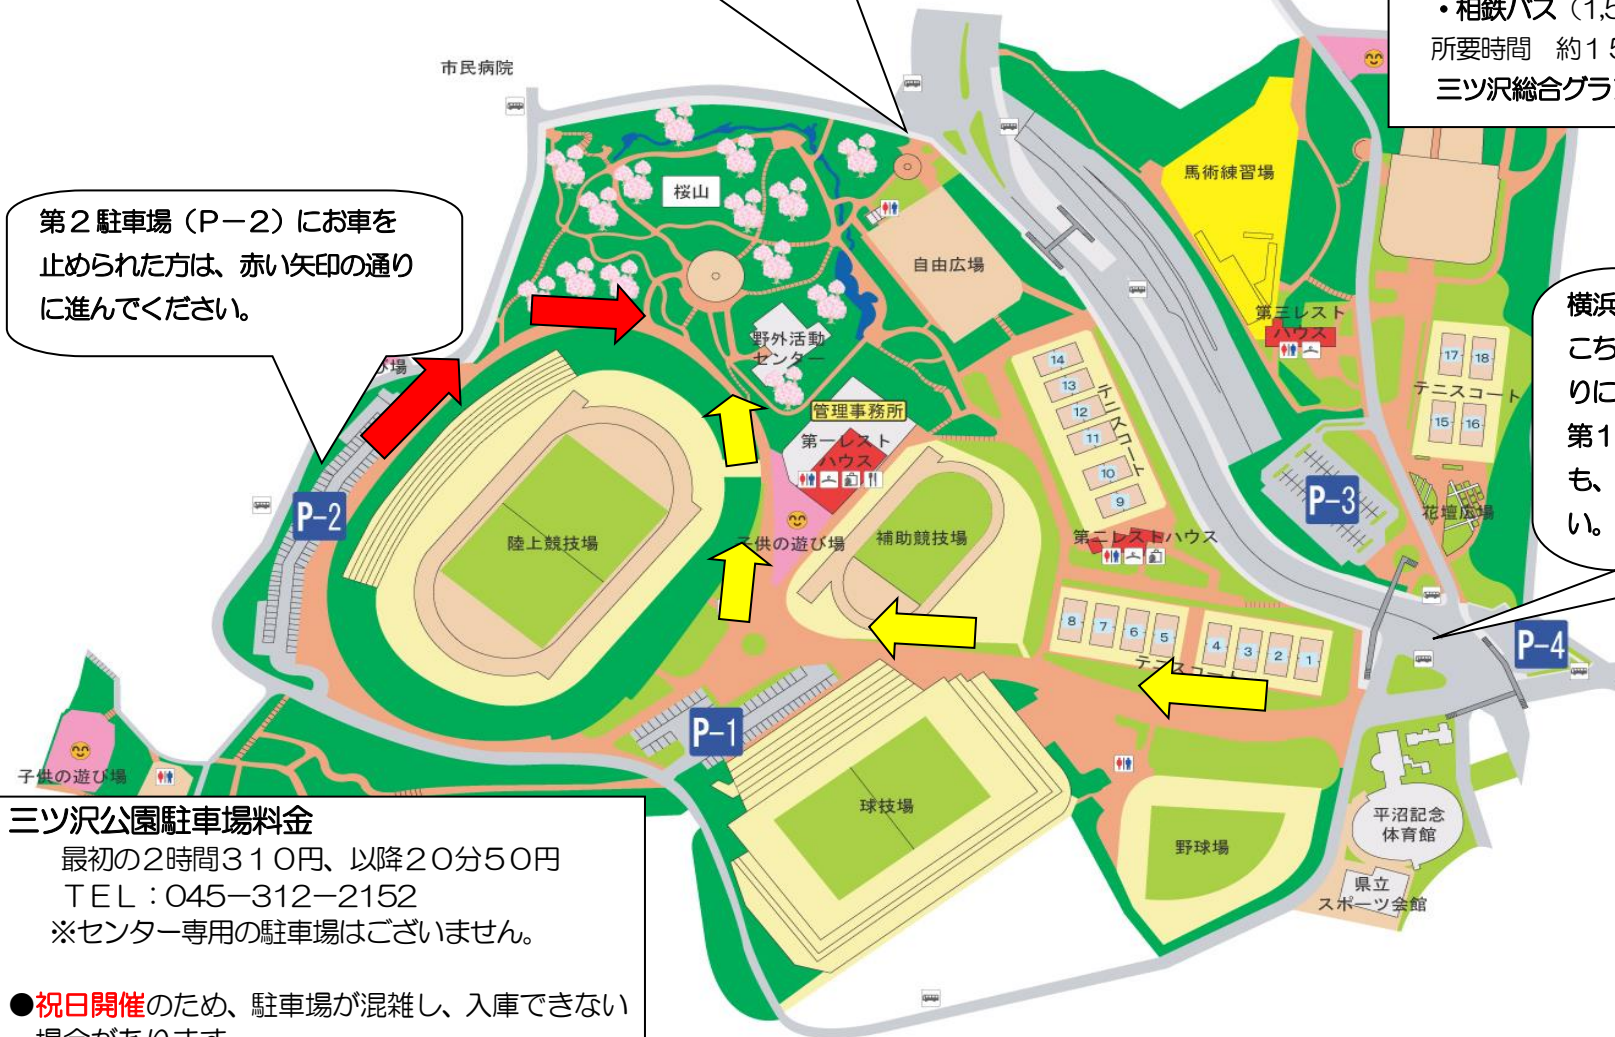 ・相鉄バス（1,5
所要時間　約１５
三ツ沢総合グラ
市民病院
馬術練習場
桜山
第２駐車場（Ｐ－２）にお車を
止められた方は、赤い矢印の通り
に進んでください。
自由広場
横浜
こち
りに
第１
も、
い。
第三レスト
ハウス
野外活動
センター
び場
テニスコート
17
18
15
16
14
13
12
11
10
9
テニスコート
管理事務所
第一レスト
ハウス
P-2
P-3
花壇広場
陸上競技場
子供の遊び場
補助競技場
第二レストハウス
8
7
6
5
4
3
2
1
テニスコート
P-4
P-1
子供の遊び場
球技場
野球場
平沼記念
体育館
県立
スポーツ会館
三ツ沢公園駐車場料金
最初の２時間３１０円、以降２０分５０円
ＴＥＬ：０４５－３１２－２１５２
※センター専用の駐車場はございません。
●祝日開催のため、駐車場が混雑し、入庫できない
場合があります